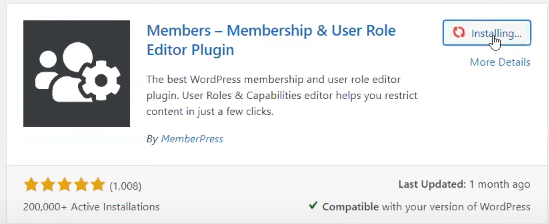 Members – Membership & User Role
Editor Plugin
Installing...
More Details
The best WordPress membership and user role editor
plugin. User Roles & Capabilities editor helps you restrict
content in just a few clicks.
By MemberPress
(1,008)
Last Updated: 1 month ago
200,000+ Active Installations
Compatible with your version of WordPress